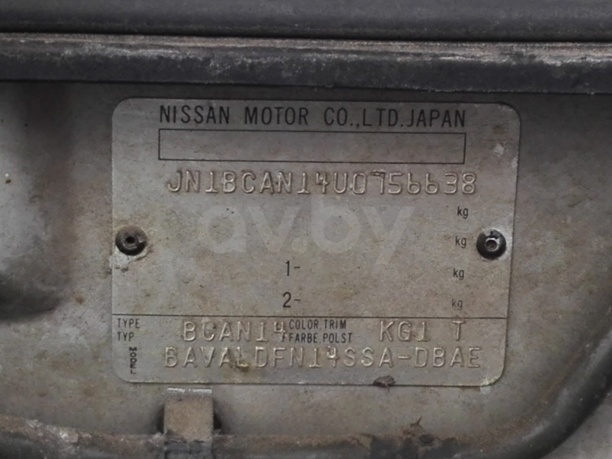 NISSAN MOTOR CO.,LTD.JAPAN
JN1BCAN14U0756638
kg
kg
1- kg
2- kg
TYPE BCAN14 COLOR.TRIM KG1 T
TYP FFARBE.POLST
MODEL BAVALDFN14SSA-DBAE
av.by